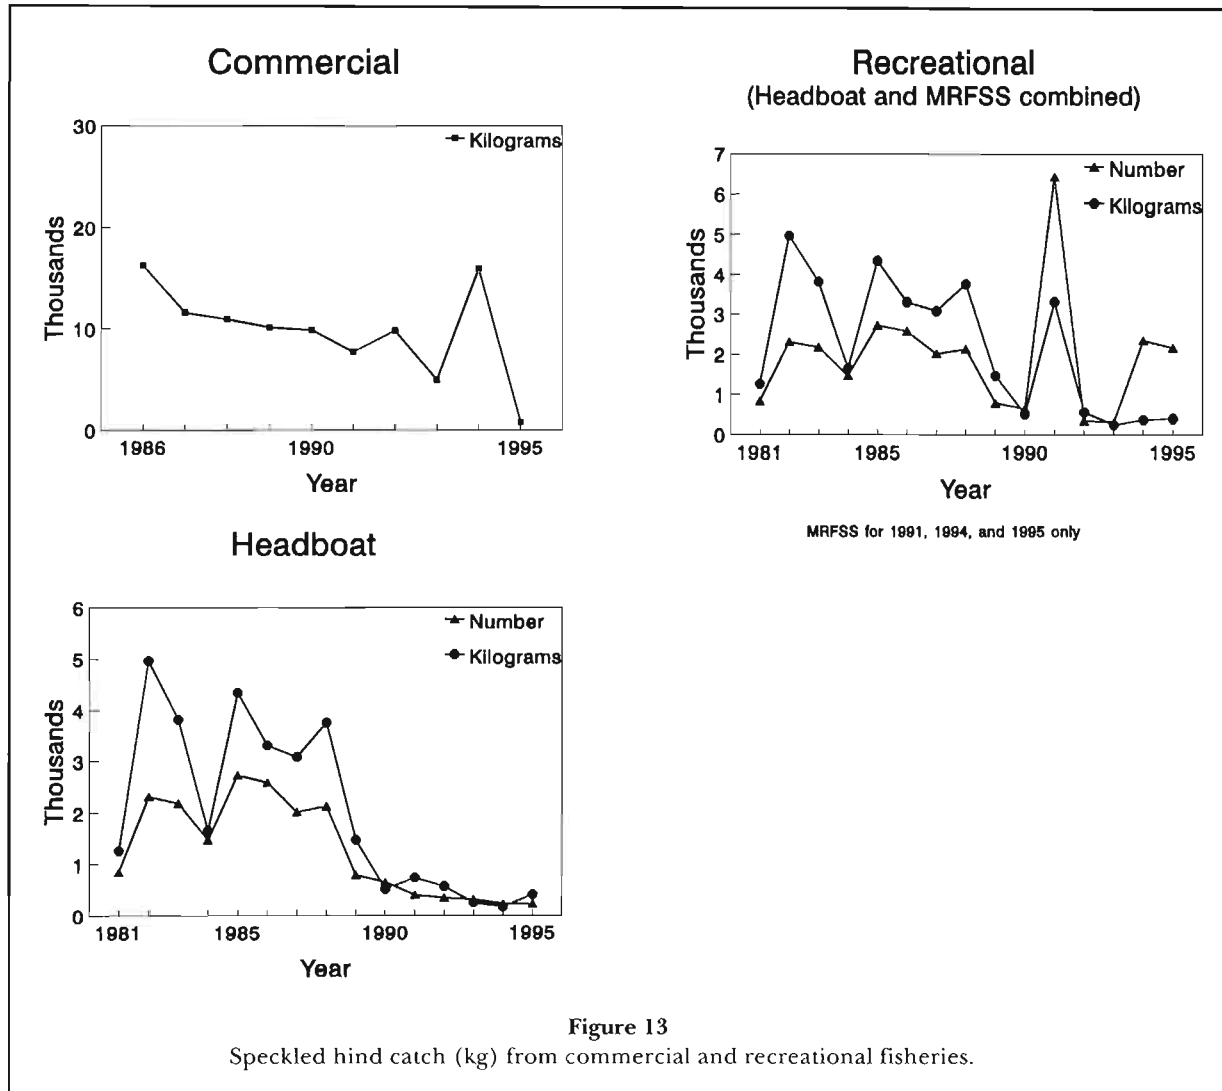 Commercial
30
20
10
0
Thousands
Kilograms
1986
1990
1995
Year
Recreational
(Headboat and MRFSS combined)
7
6
5
4
3
2
1
0
Thousands
Number
Kilograms
1981
1985
1990
1995
Year
MRFSS for 1991, 1994, and 1995 only
Headboat
6
5
4
3
2
1
0
Thousands
Number
Kilograms
1981
1985
1990
1995
Year
Figure 13
Speckled hind catch (kg) from commercial and recreational fisheries.